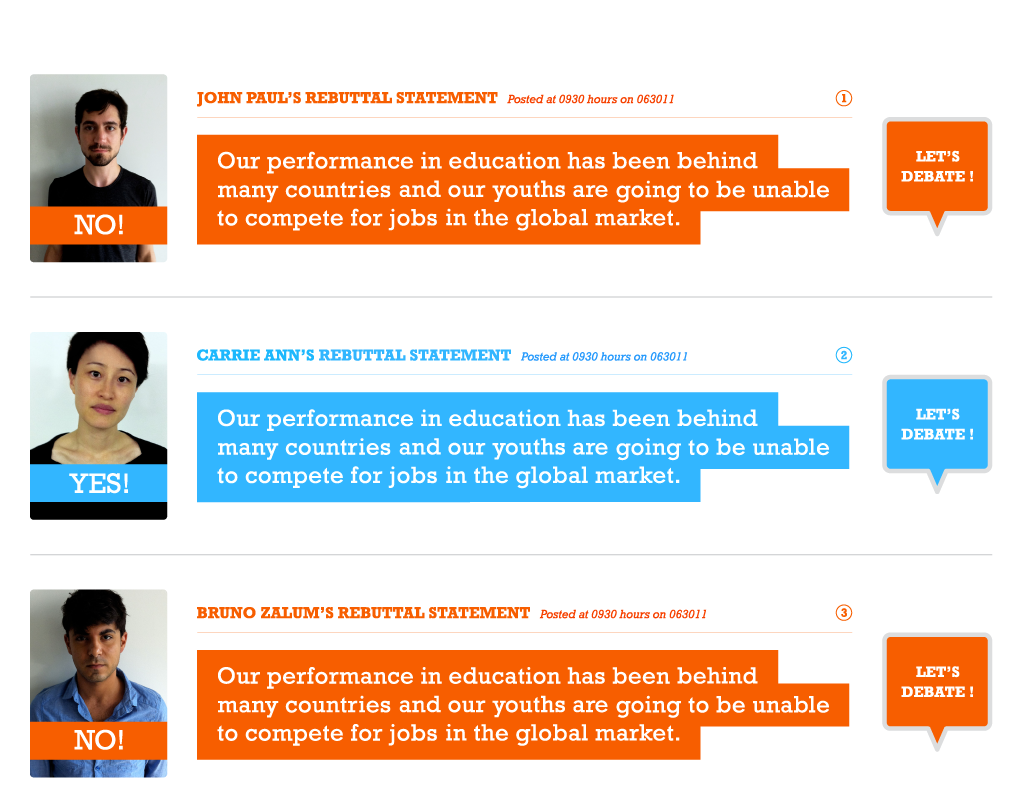 JOHN PAUL'S REBUTTAL STATEMENT Posted at 0930 hours on 063011 1
Our performance in education has been behind
many countries and our youths are going to be unable
to compete for jobs in the global market.
NO!
LET'S
DEBATE !
CARRIE ANN'S REBUTTAL STATEMENT Posted at 0930 hours on 063011 2
Our performance in education has been behind
many countries and our youths are going to be unable
to compete for jobs in the global market.
YES!
LET'S
DEBATE !
BRUNO ZALUM'S REBUTTAL STATEMENT Posted at 0930 hours on 063011 3
Our performance in education has been behind
many countries and our youths are going to be unable
to compete for jobs in the global market.
NO!
LET'S
DEBATE !